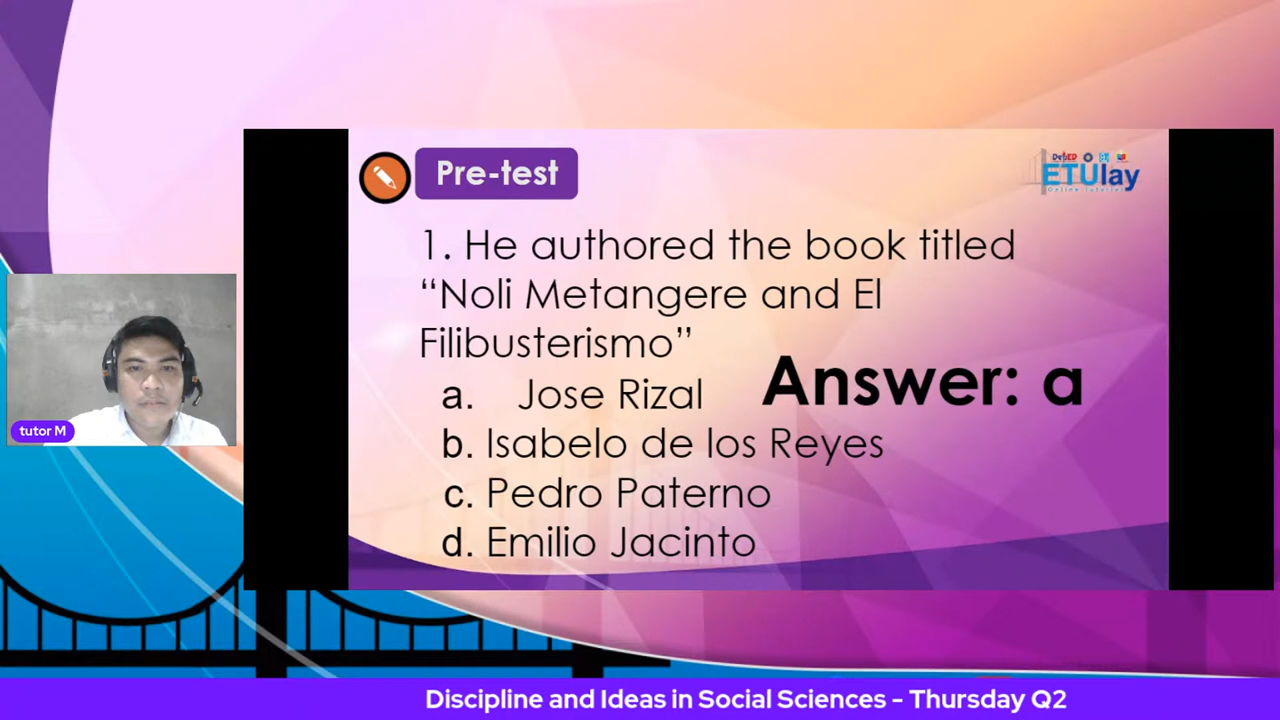 Pre-test
DepED
ETUlay
1. He authored the book titled
“Noli Metangere and El
Filibusterismo”
a. Jose Rizal
Answer: a
b. Isabelo de los Reyes
c. Pedro Paterno
d. Emilio Jacinto
tutor M
Discipline and Ideas in Social Sciences - Thursday Q2